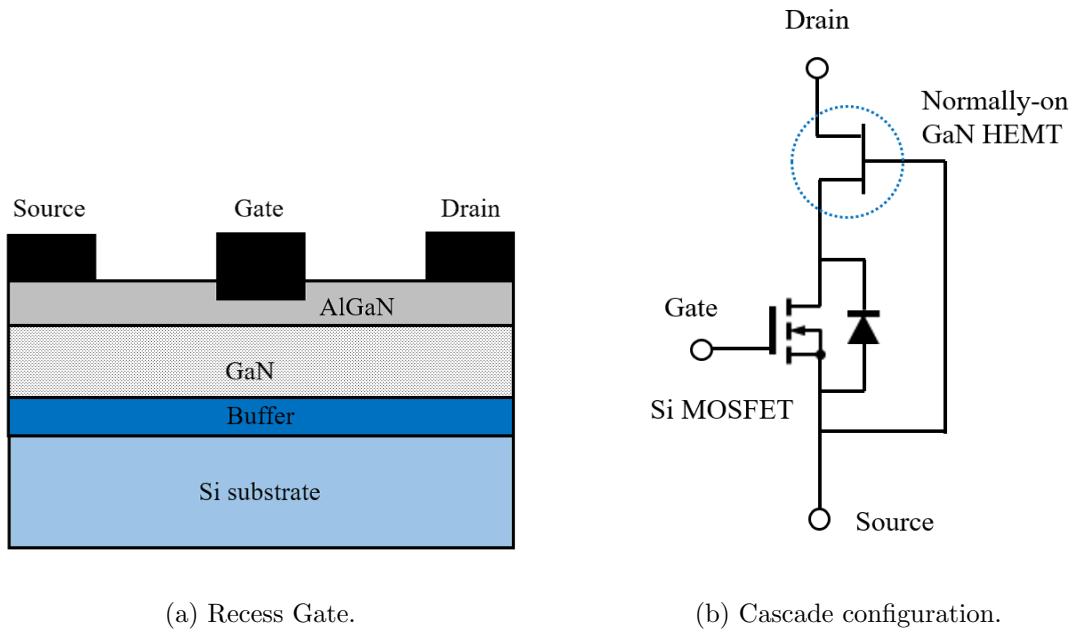 Source
Gate
Drain
AlGaN
GaN
Buffer
Si substrate
(a) Recess Gate.
Drain
Normally-on
GaN HEMT
Gate
Si MOSFET
Source
(b) Cascade configuration.